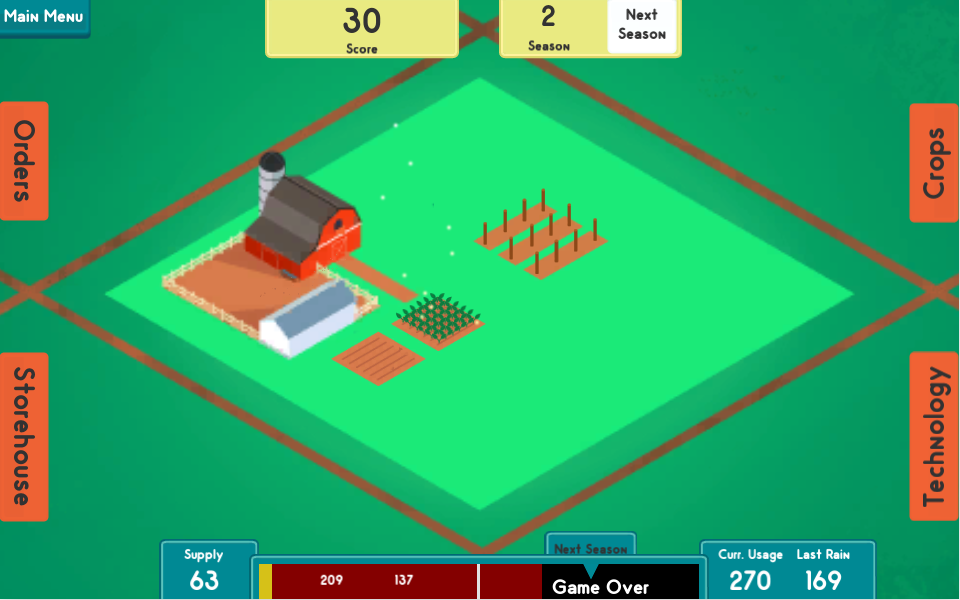 Main Menu
30
Score
2
Season
Next
Season
Orders
Crops
Storehouse
Technology
Supply
63
209
137
Next Season
Game Over
Curr. Usage
270
Last Rain
169